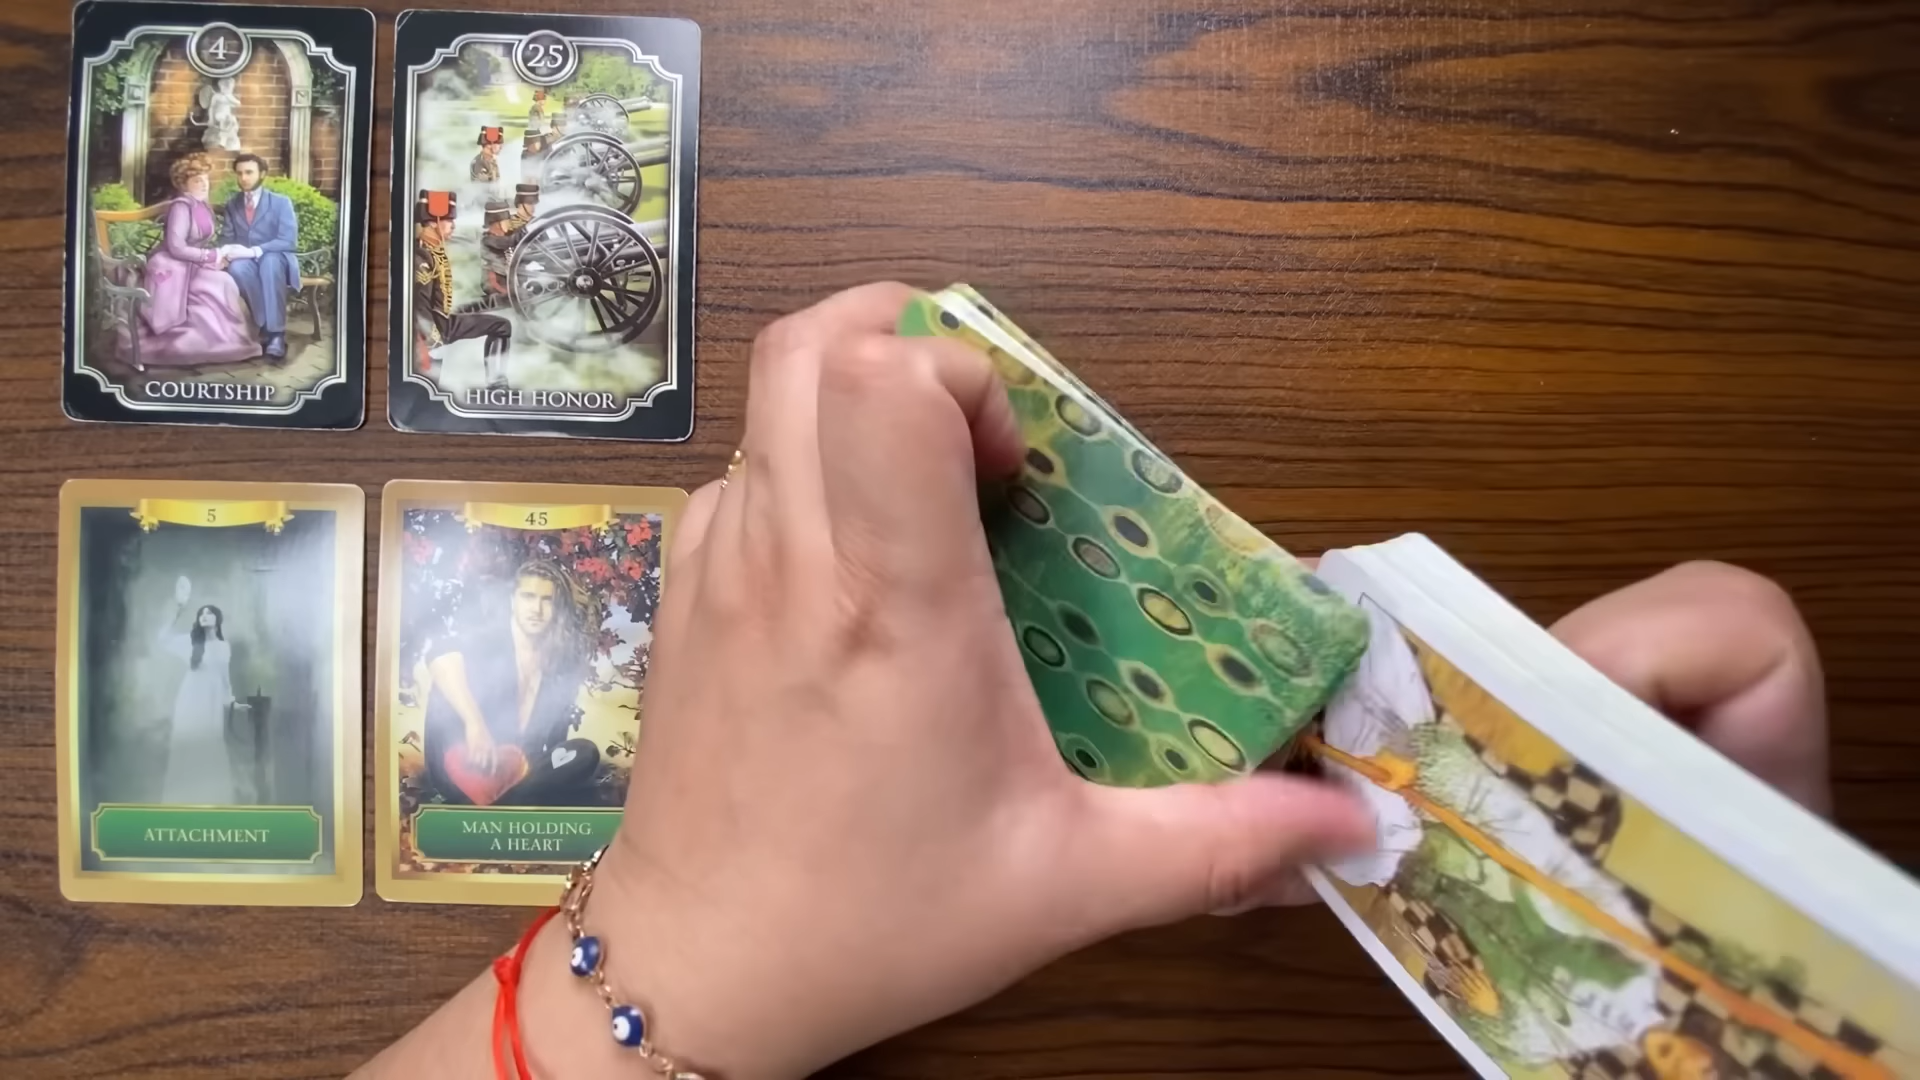 4
COURTSHIP
25
HIGH HONOR
5
ATTACHMENT
45
MAN HOLDING
A HEART